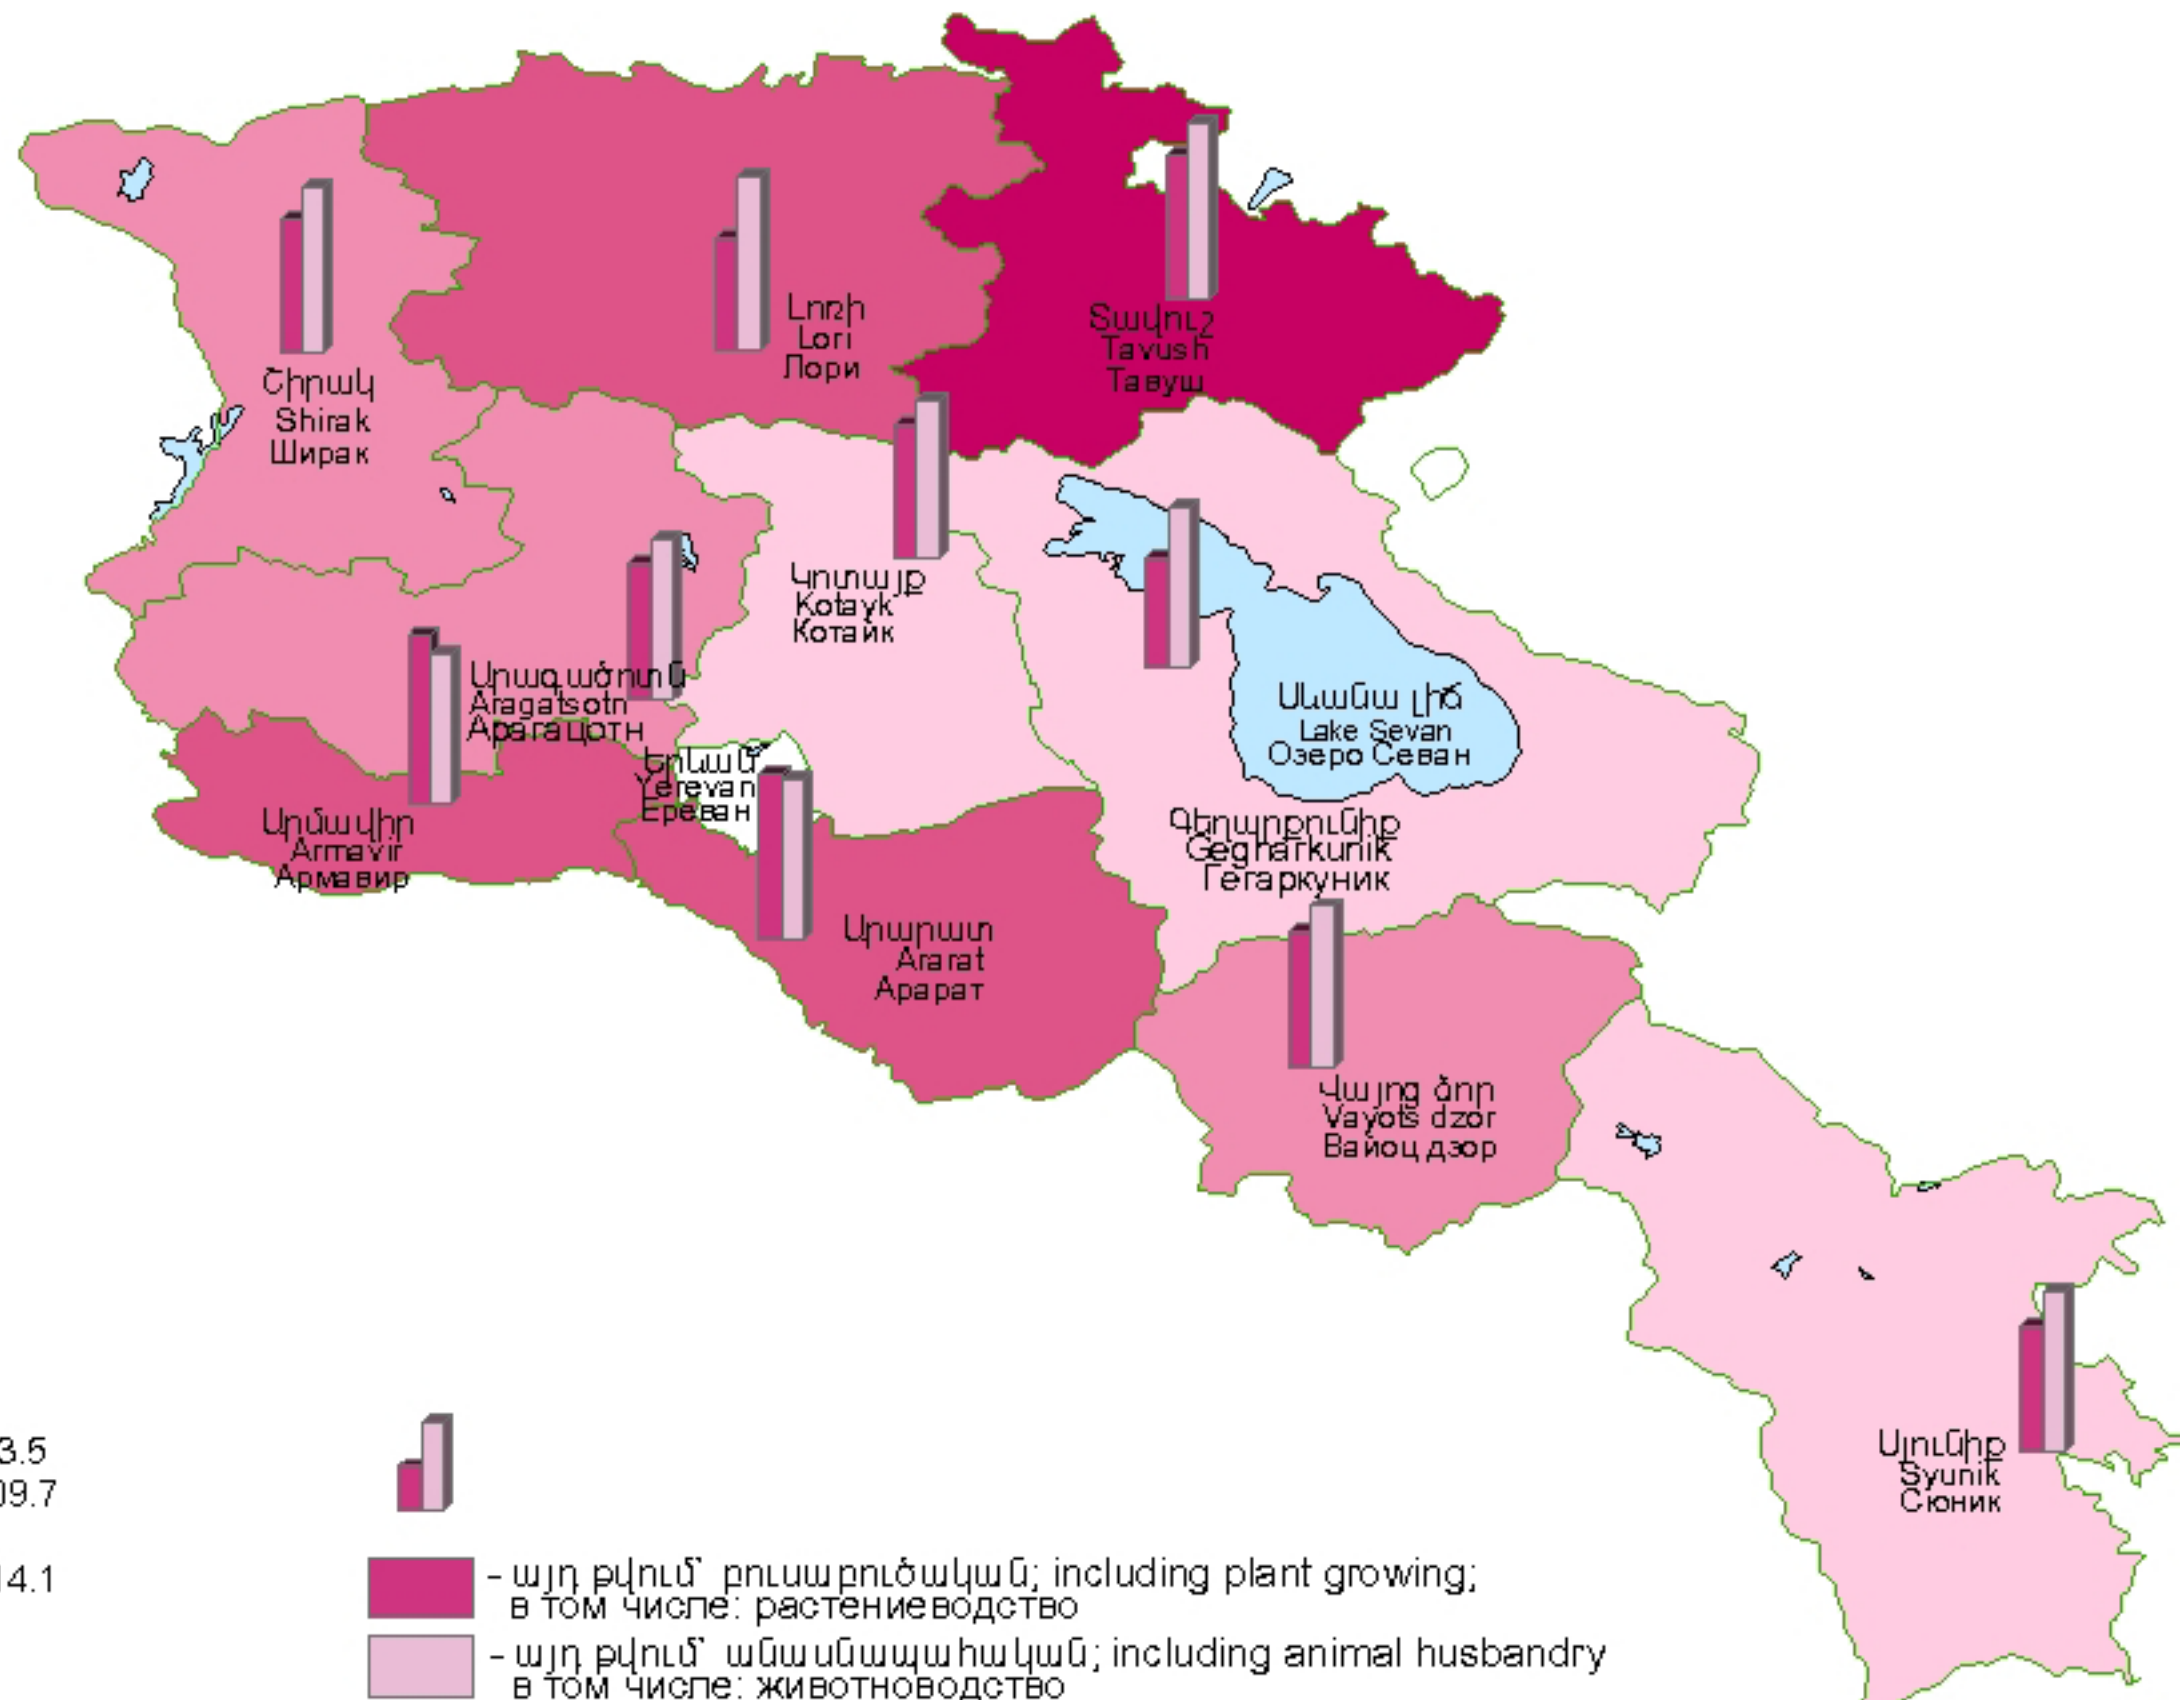 Լոռի
Lori
Лори
Տավուշ
Tavush
Тавуш
Շիրակ
Shirak
Ширак
Կոտայք
Kotayk
Котайк
Սևանա լիճ
Lake Sevan
Озеро Севан
Արագածոտն
Aragatsotn
Арагацотн
Երևան
Yerevan
Ереван
Արմավիր
Armavir
Армавир
Գեղարքունիք
Gegharkunik
Гегаркуник
Արարատ
Ararat
Арарат
Վայոց ձոր
Vayots dzor
Вайоц дзор
Սյունիք
Syunik
Сюник
3.5
09.7
14.1
- այդ թվում՝ բուսաբուծական; including plant growing;
в том числе: растениеводство
- այդ թվում՝ անասնապահական; including animal husbandry
в том числе: животноводство